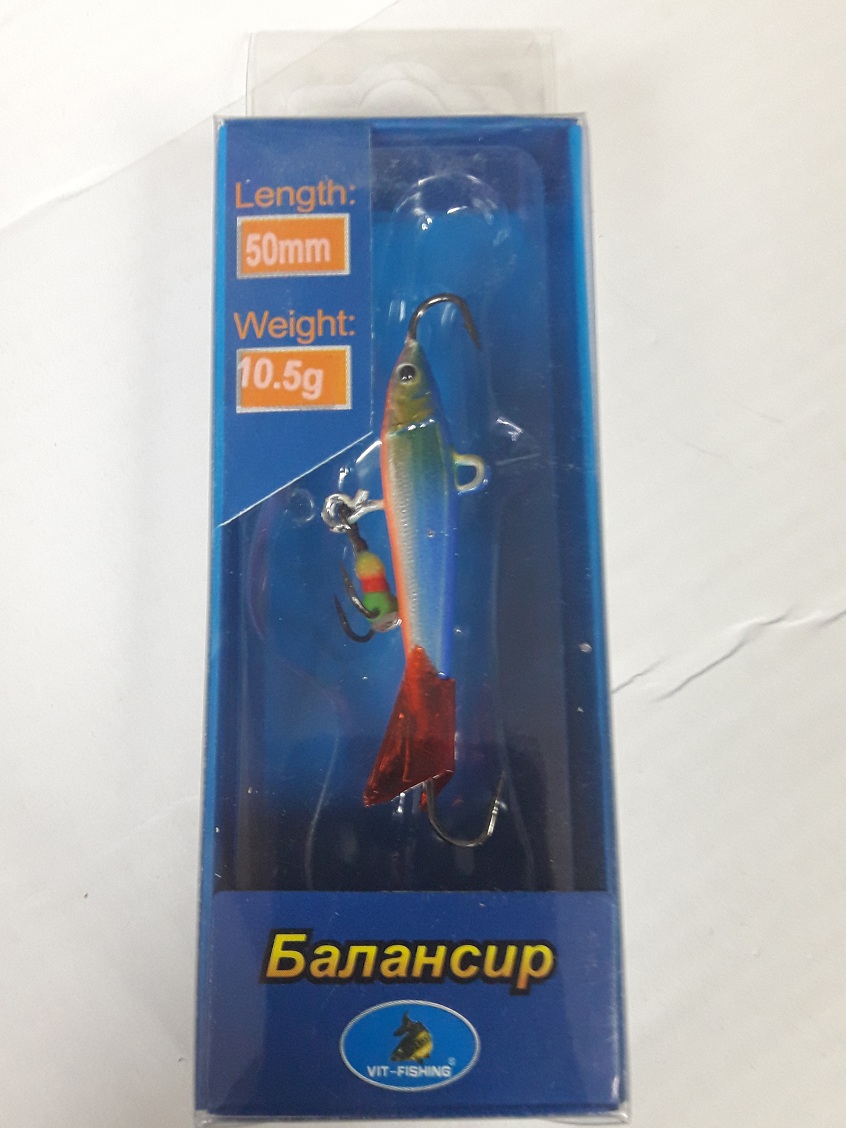 Length:
50mm
Weight:
10.5g
Балансир
VIT-FISHING®